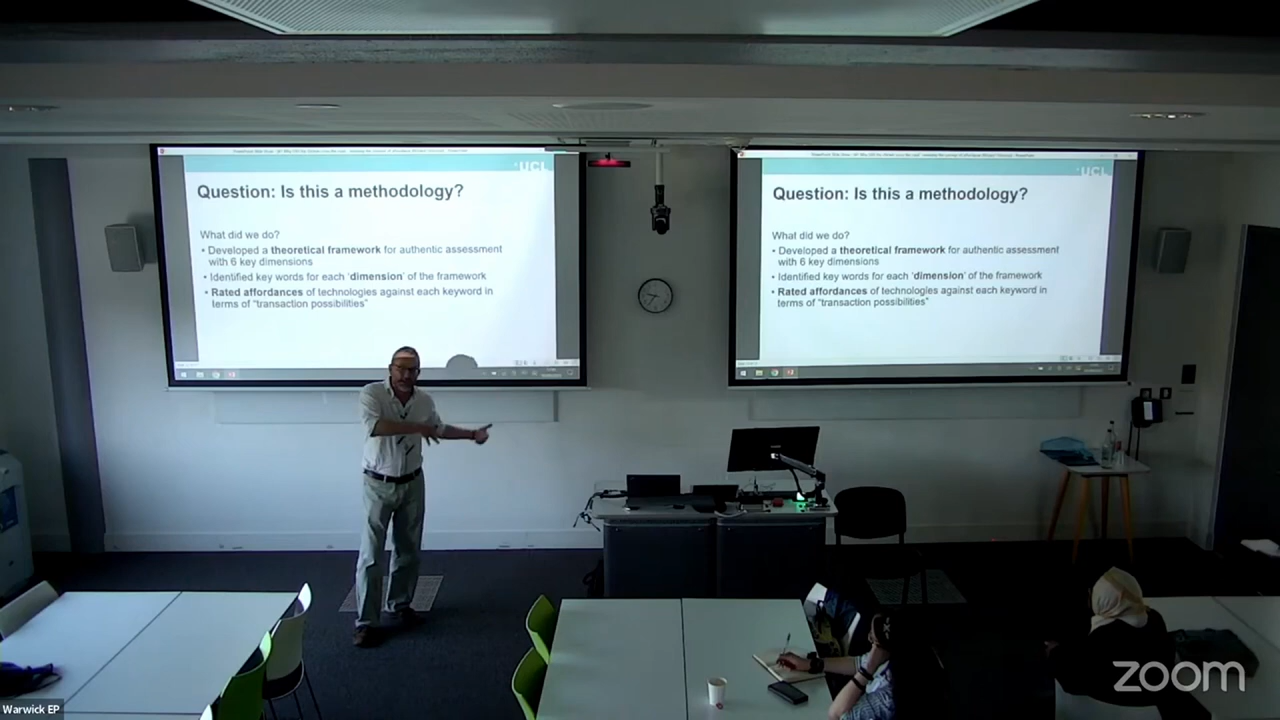 UCL
Question: Is this a methodology?
What did we do?
• Developed a theoretical framework for authentic assessment
with 6 key dimensions
• Identified key words for each 'dimension' of the framework
• Rated affordances of technologies against each keyword in
terms of "transaction possibilities"
UCL
Question: Is this a methodology?
What did we do?
• Developed a theoretical framework for authentic assessment
with 6 key dimensions
• Identified key words for each 'dimension' of the framework
• Rated affordances of technologies against each keyword in
terms of "transaction possibilities"
zoom
Warwick EP